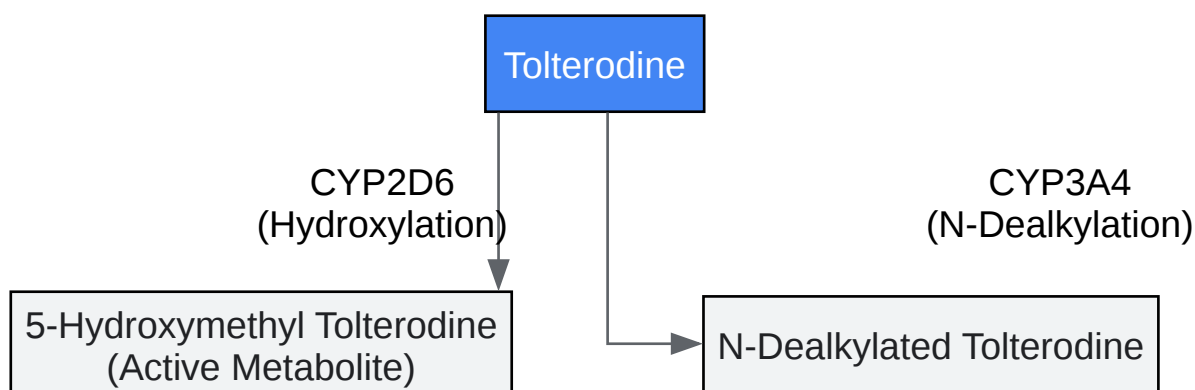 Tolterodine
CYP2D6
(Hydroxylation)
CYP3A4
(N-Dealkylation)
5-Hydroxymethyl Tolterodine
(Active Metabolite)
N-Dealkylated Tolterodine